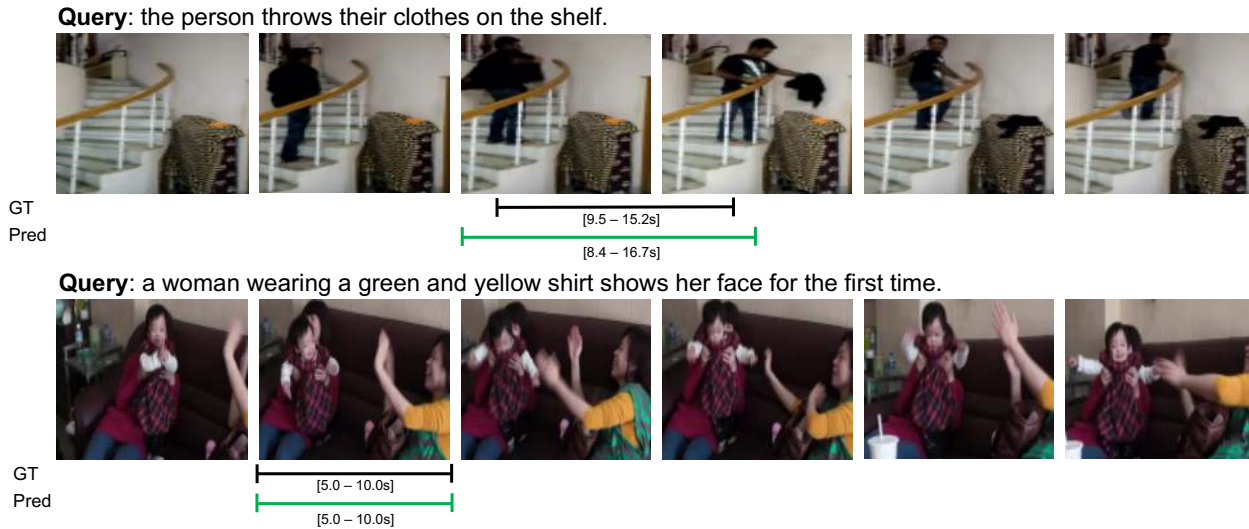 Query: the person throws their clothes on the shelf.
GT
[9.5 – 15.2s]
Pred
[8.4 – 16.7s]
Query: a woman wearing a green and yellow shirt shows her face for the first time.
GT
[5.0 – 10.0s]
Pred
[5.0 – 10.0s]